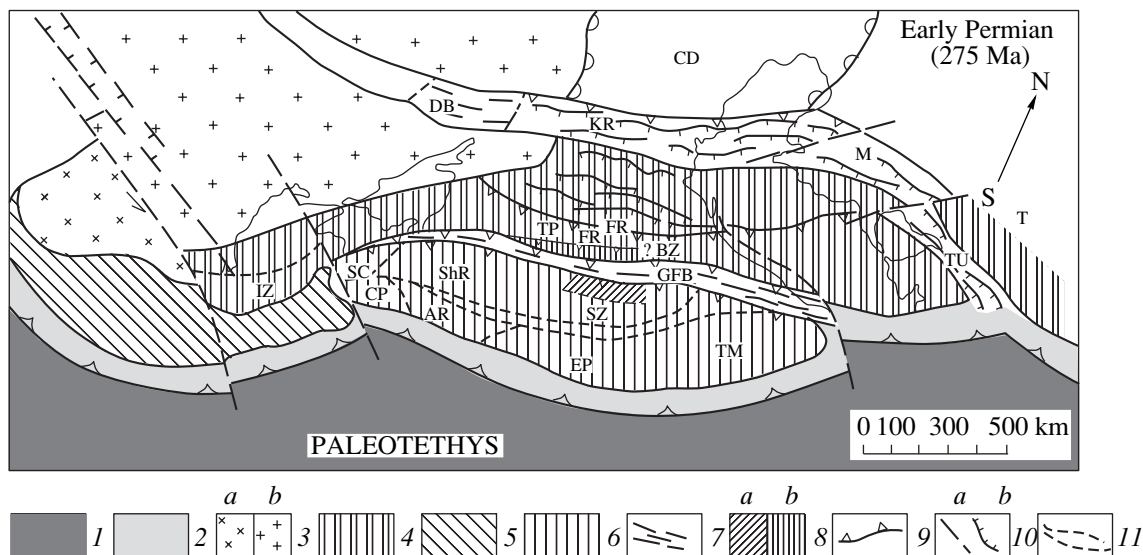 Early Permian
(275 Ma)
CD
N
DB
KR
M
S
T
TP
FR
FR
? BZ
SC
ShR
GFB
TU
IZ
CP
AR
SZ
EP
TM
PALEOTETHYS
0 100 300 500 km
a b a b a b
1 2 3 4 5 6 7 8 9 10 11